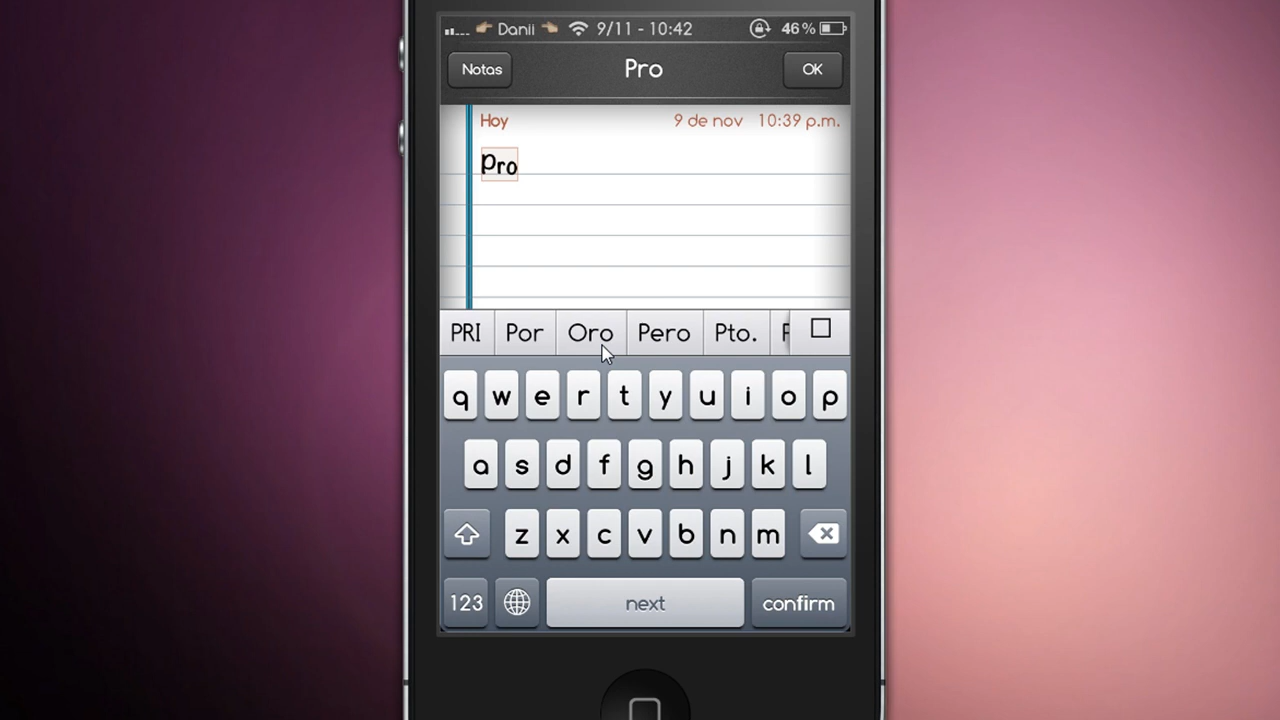 Danii 9/11 - 10:42 46%
Notas Pro OK
Hoy 9 de nov 10:39 p.m.
Pro
PRI Por Oro Pero Pto.
q w e r t y u i o p
a s d f g h j k l
z x c v b n m
123 next confirm